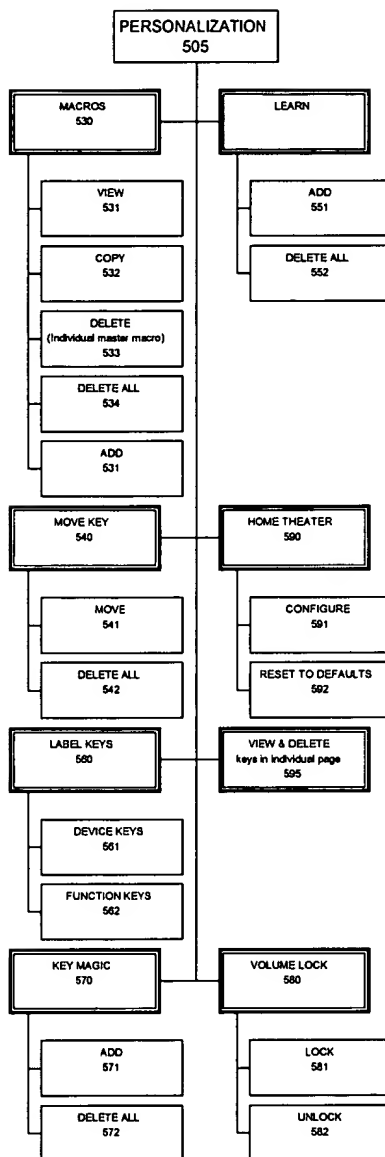 PERSONALIZATION
505
MACROS
530
LEARN
VIEW
531
COPY
532
DELETE
(Individual master macro)
533
DELETE ALL
534
ADD
531
ADD
551
DELETE ALL
552
MOVE KEY
540
HOME THEATER
590
MOVE
541
DELETE ALL
542
CONFIGURE
591
RESET TO DEFAULTS
592
LABEL KEYS
560
VIEW & DELETE
keys in individual page
595
DEVICE KEYS
561
FUNCTION KEYS
562
KEY MAGIC
570
VOLUME LOCK
580
ADD
571
DELETE ALL
572
LOCK
581
UNLOCK
582